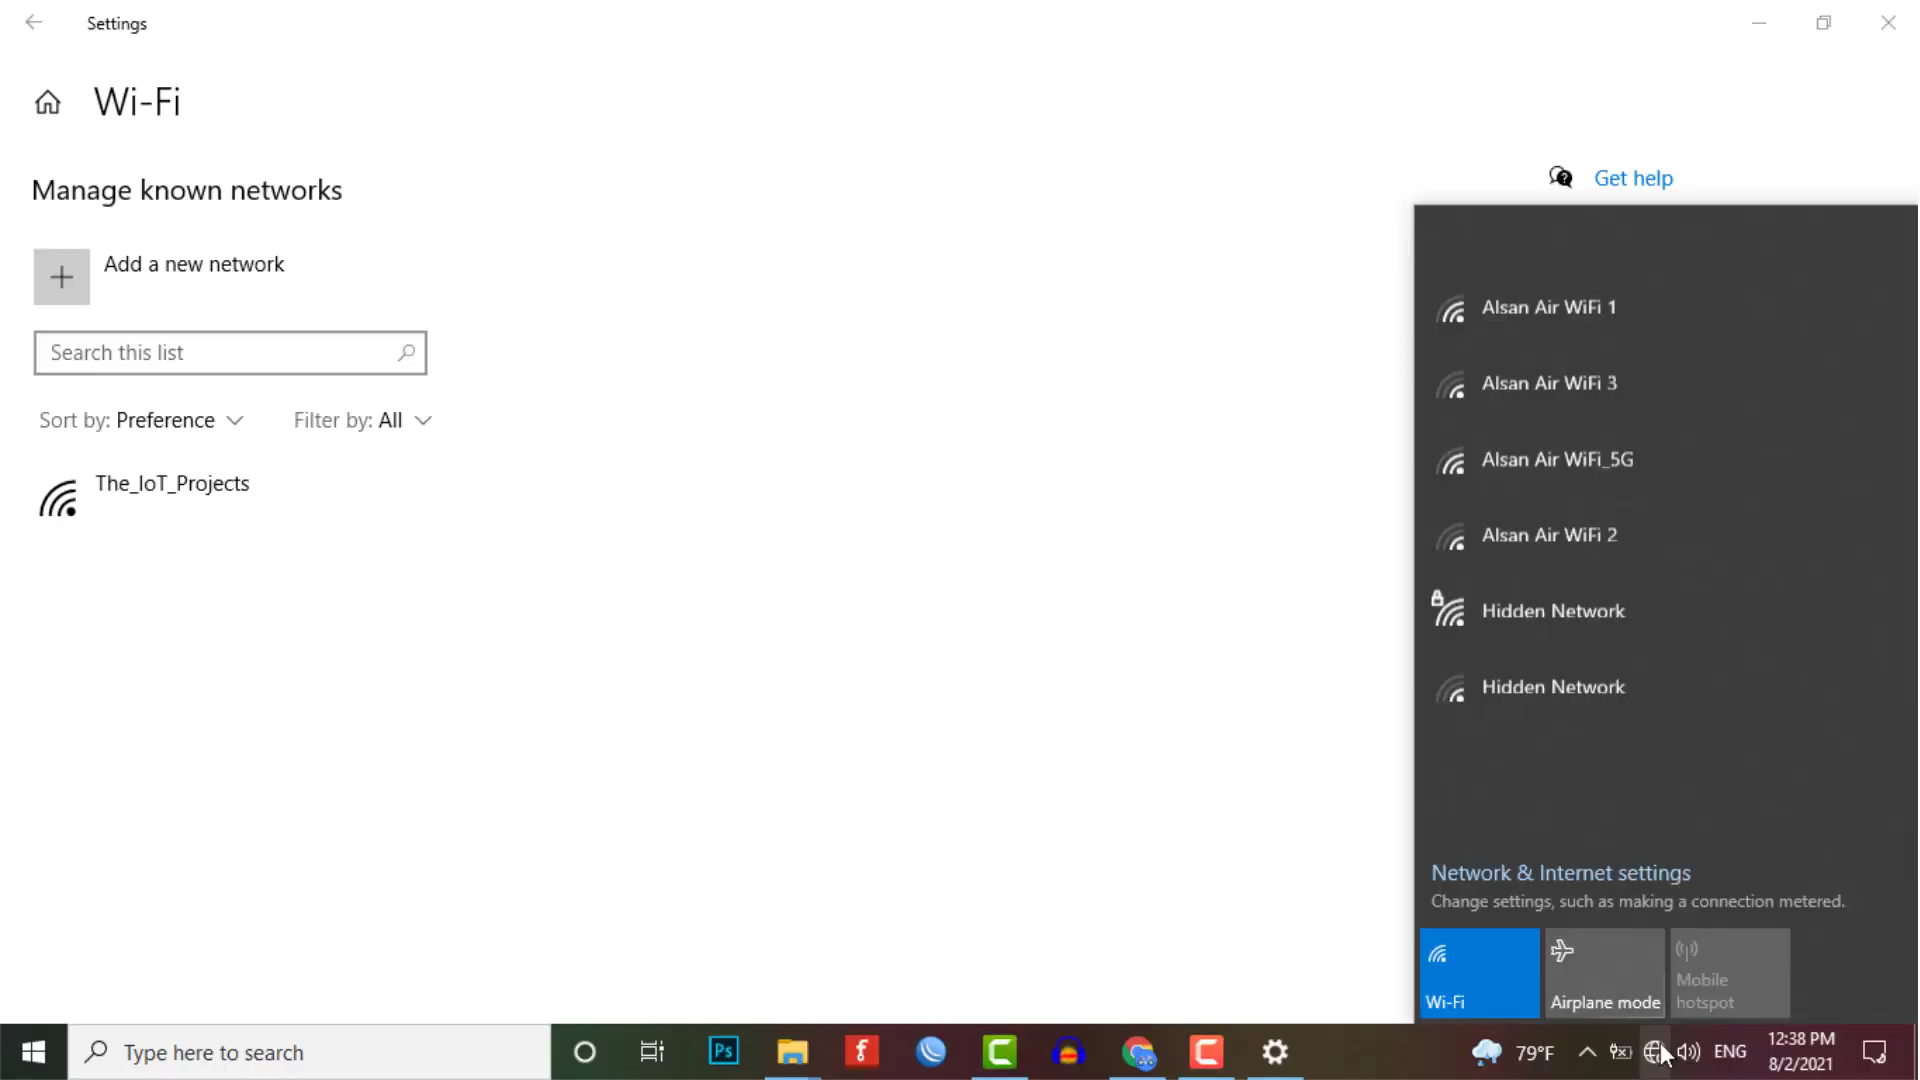 Settings
Wi-Fi
Manage known networks
Get help
Add a new network
Search this list
Sort by: Preference
Filter by: All
The_IoT_Projects
Alsan Air WiFi 1
Alsan Air WiFi 3
Alsan Air WiFi_5G
Alsan Air WiFi 2
Hidden Network
Hidden Network
Network & Internet settings
Change settings, such as making a connection metered.
Wi-Fi
Airplane mode
Mobile
hotspot
Type here to search
Ps
79°F
ENG
12:38 PM
8/2/2021